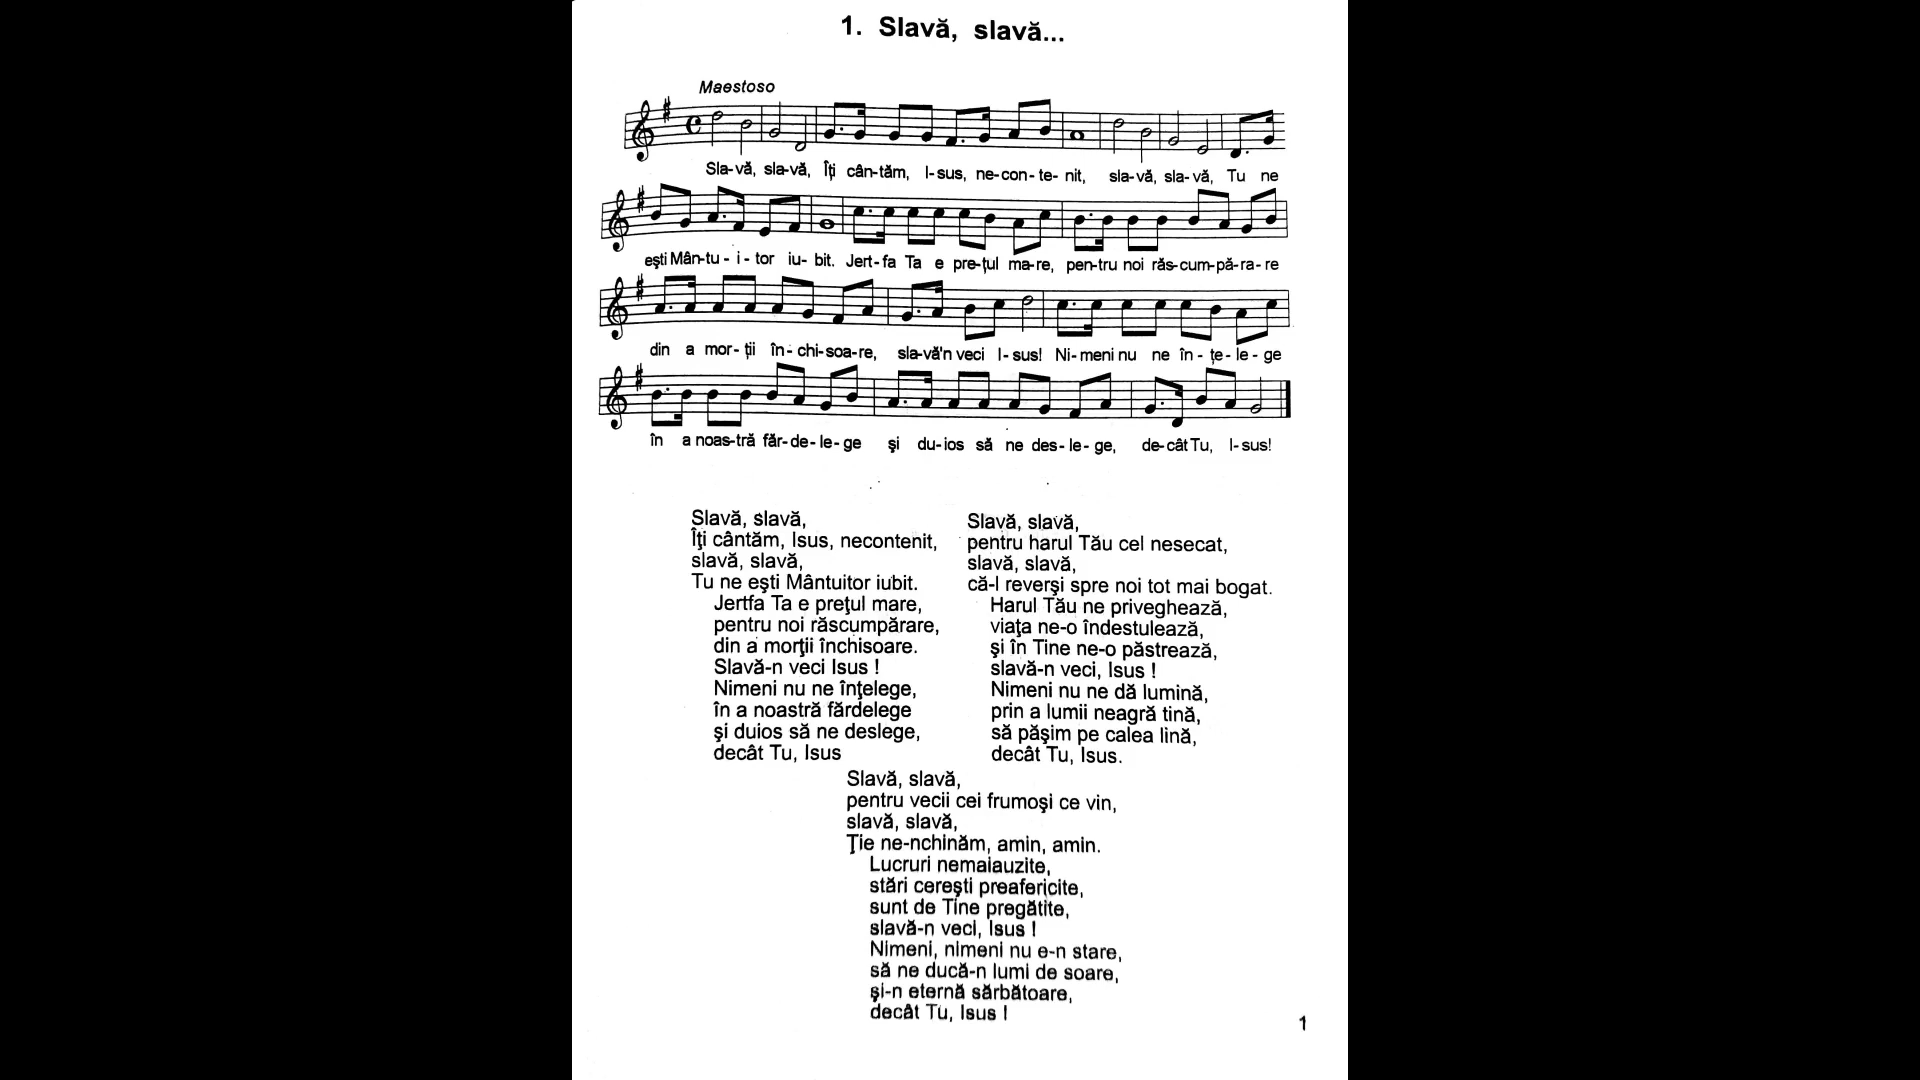 1. Slavă, slavă...
Maestoso
Sla-vă, sla-vă, Îţi cân-tăm, I-sus, ne-con-te-nit, sla-vă, sla-vă, Tu ne
eşti Mân-tu-i-tor iu-bit. Jert-fa Ta e pre-ţul ma-re, pen-tru noi răs-cum-pă-ra-re
din a mor-ţii în-chi-soa-re, sla-vă'n veci I-sus! Ni-meni nu ne în-ţe-le-ge
în a noas-tră făr-de-le-ge şi du-ios să ne des-le-ge, de-cât Tu, I-sus!
Slavă, slavă,
Îţi cântăm, Isus, necontenit,
slavă, slavă,
Tu ne eşti Mântuitor iubit.
Jertfa Ta e preţul mare,
pentru noi răscumpărare,
din a morţii închisoare.
Slavă-n veci Isus !
Nimeni nu ne înţelege,
în a noastră fărdelege
şi duios să ne deslege,
decât Tu, Isus
Slavă, slavă,
pentru harul Tău cel nesecat,
slavă, slavă,
că-l reverşi spre noi tot mai bogat.
Harul Tău ne priveghează,
viaţa ne-o îndestulează,
şi în Tine ne-o păstrează,
slavă-n veci, Isus !
Nimeni nu ne dă lumină,
prin a lumii neagră tină,
să păşim pe calea lină,
decât Tu, Isus.
Slavă, slavă,
pentru vecii cei frumoşi ce vin,
slavă, slavă,
Ţie ne-nchinăm, amin, amin.
Lucruri nemaiauzite,
stări cereşti preafericite,
sunt de Tine pregătite,
slavă-n veci, Isus !
Nimeni, nimeni nu e-n stare,
să ne ducă-n lumi de soare,
şi-n eternă sărbătoare,
decât Tu, Isus !
1